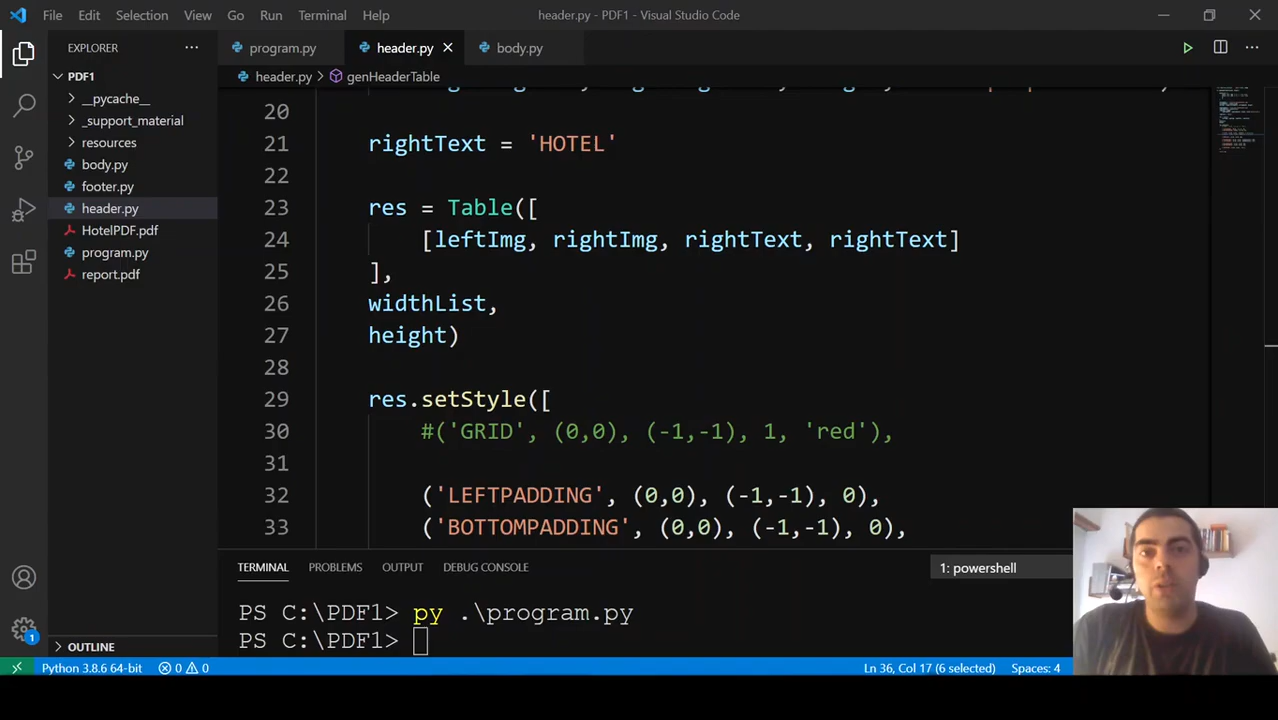 File Edit Selection View Go Run Terminal Help header.py - PDF1 - Visual Studio Code
EXPLORER ··· program.py header.py body.py ···
PDF1 header.py > genHeaderTable
__pycache__
_support_material
resources
body.py
footer.py
header.py
HotelPDF.pdf
program.py
report.pdf
20
21 rightText = 'HOTEL'
22
23 res = Table([
24 [leftImg, rightImg, rightText, rightText]
25 ],
26 widthList,
27 height)
28
29 res.setStyle([
30 #('GRID', (0,0), (-1,-1), 1, 'red'),
31
32 ('LEFTPADDING', (0,0), (-1,-1), 0),
33 ('BOTTOMPADDING', (0,0), (-1,-1), 0),
TERMINAL PROBLEMS OUTPUT DEBUG CONSOLE 1: powershell
PS C:\PDF1> py .\program.py
PS C:\PDF1>
1 OUTLINE
Python 3.8.6 64-bit 0 0 Ln 36, Col 17 (6 selected) Spaces: 4